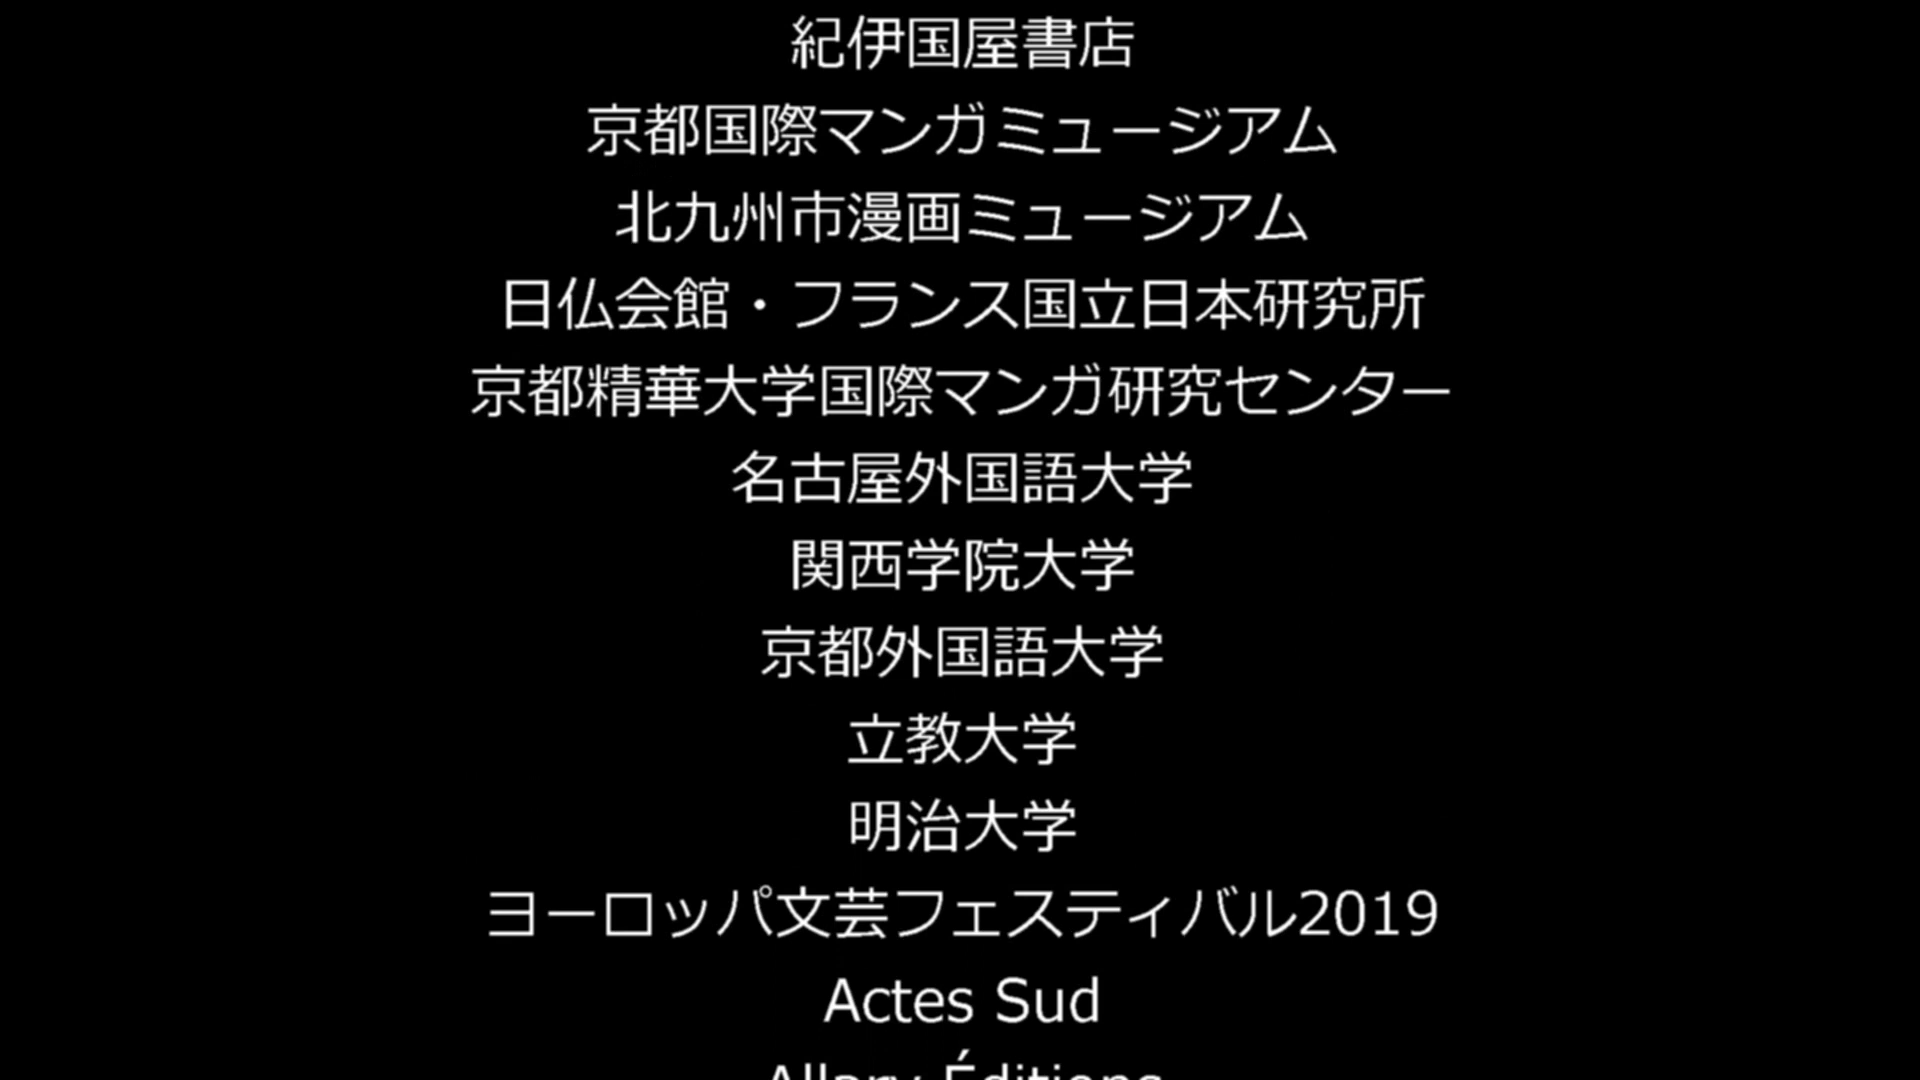 紀伊国屋書店
京都国際マンガミュージアム
北九州市漫画ミュージアム
日仏会館・フランス国立日本研究所
京都精華大学国際マンガ研究センター
名古屋外国語大学
関西学院大学
京都外国語大学
立教大学
明治大学
ヨーロッパ文芸フェスティバル2019
Actes Sud
Allary Éditions